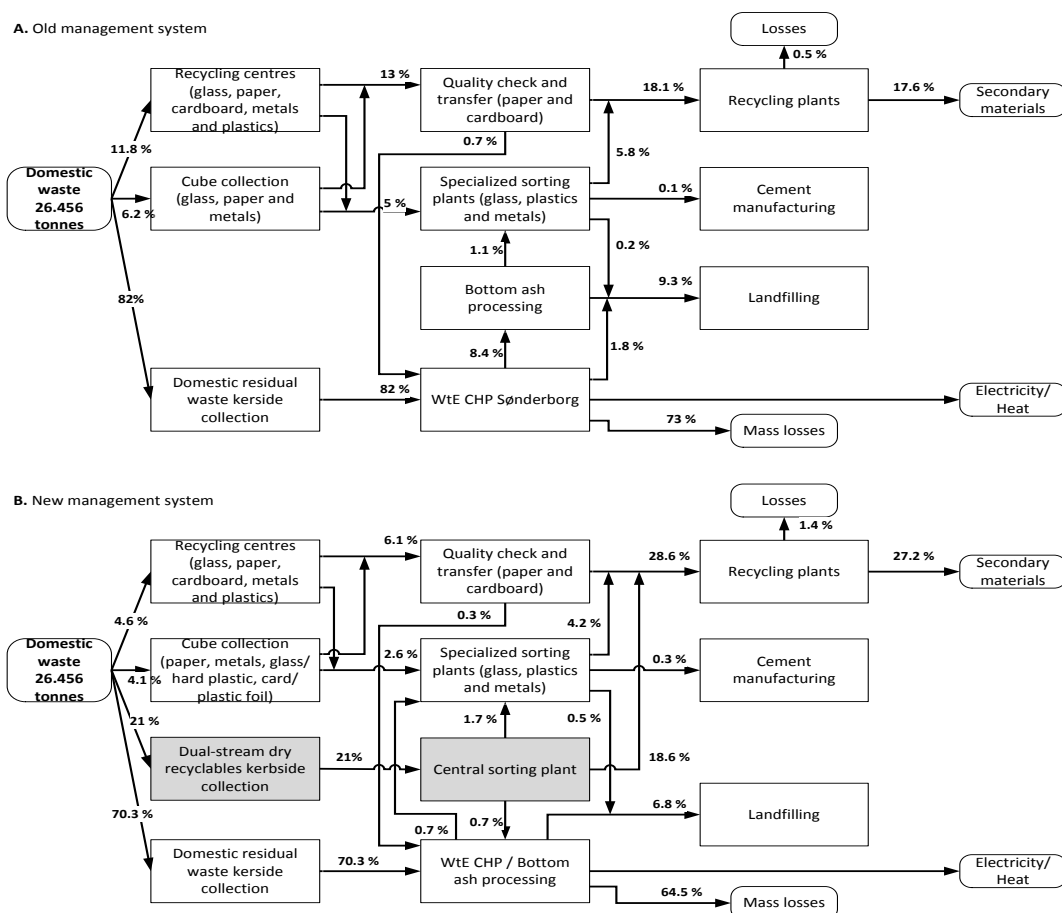 A. Old management system
Losses
0.5 %
Recycling centres
(glass, paper,
cardboard, metals
and plastics)
13 %
Quality check and
transfer (paper and
cardboard)
18.1 %
Recycling plants
17.6 %
Secondary
materials
11.8 %
0.7 %
5.8 %
Domestic
waste
26.456
tonnes
6.2 %
Cube collection
(glass, paper and
metals)
5 %
Specialized sorting
plants (glass, plastics
and metals)
0.1 %
Cement
manufacturing
1.1 %
0.2 %
82%
Bottom ash
processing
9.3 %
Landfilling
8.4 %
1.8 %
Domestic residual
waste kerside
collection
82 %
WtE CHP Sønderborg
Electricity/
Heat
73 %
Mass losses
B. New management system
Losses
1.4 %
Recycling centres
(glass, paper,
cardboard, metals
and plastics)
6.1 %
Quality check and
transfer (paper and
cardboard)
28.6 %
Recycling plants
27.2 %
Secondary
materials
4.6 %
0.3 %
4.2 %
Domestic
waste
26.456
tonnes
4.1 %
Cube collection
(paper, metals, glass/
hard plastic, card/
plastic foil)
2.6 %
Specialized sorting
plants (glass, plastics
and metals)
0.3 %
Cement
manufacturing
21 %
1.7 %
0.5 %
Dual-stream dry
recyclables kerbside
collection
21%
Central sorting plant
18.6 %
70.3 %
0.7 %
0.7 %
6.8 %
Landfilling
Domestic residual
waste kerside
collection
70.3 %
WtE CHP / Bottom
ash processing
Electricity/
Heat
64.5 %
Mass losses